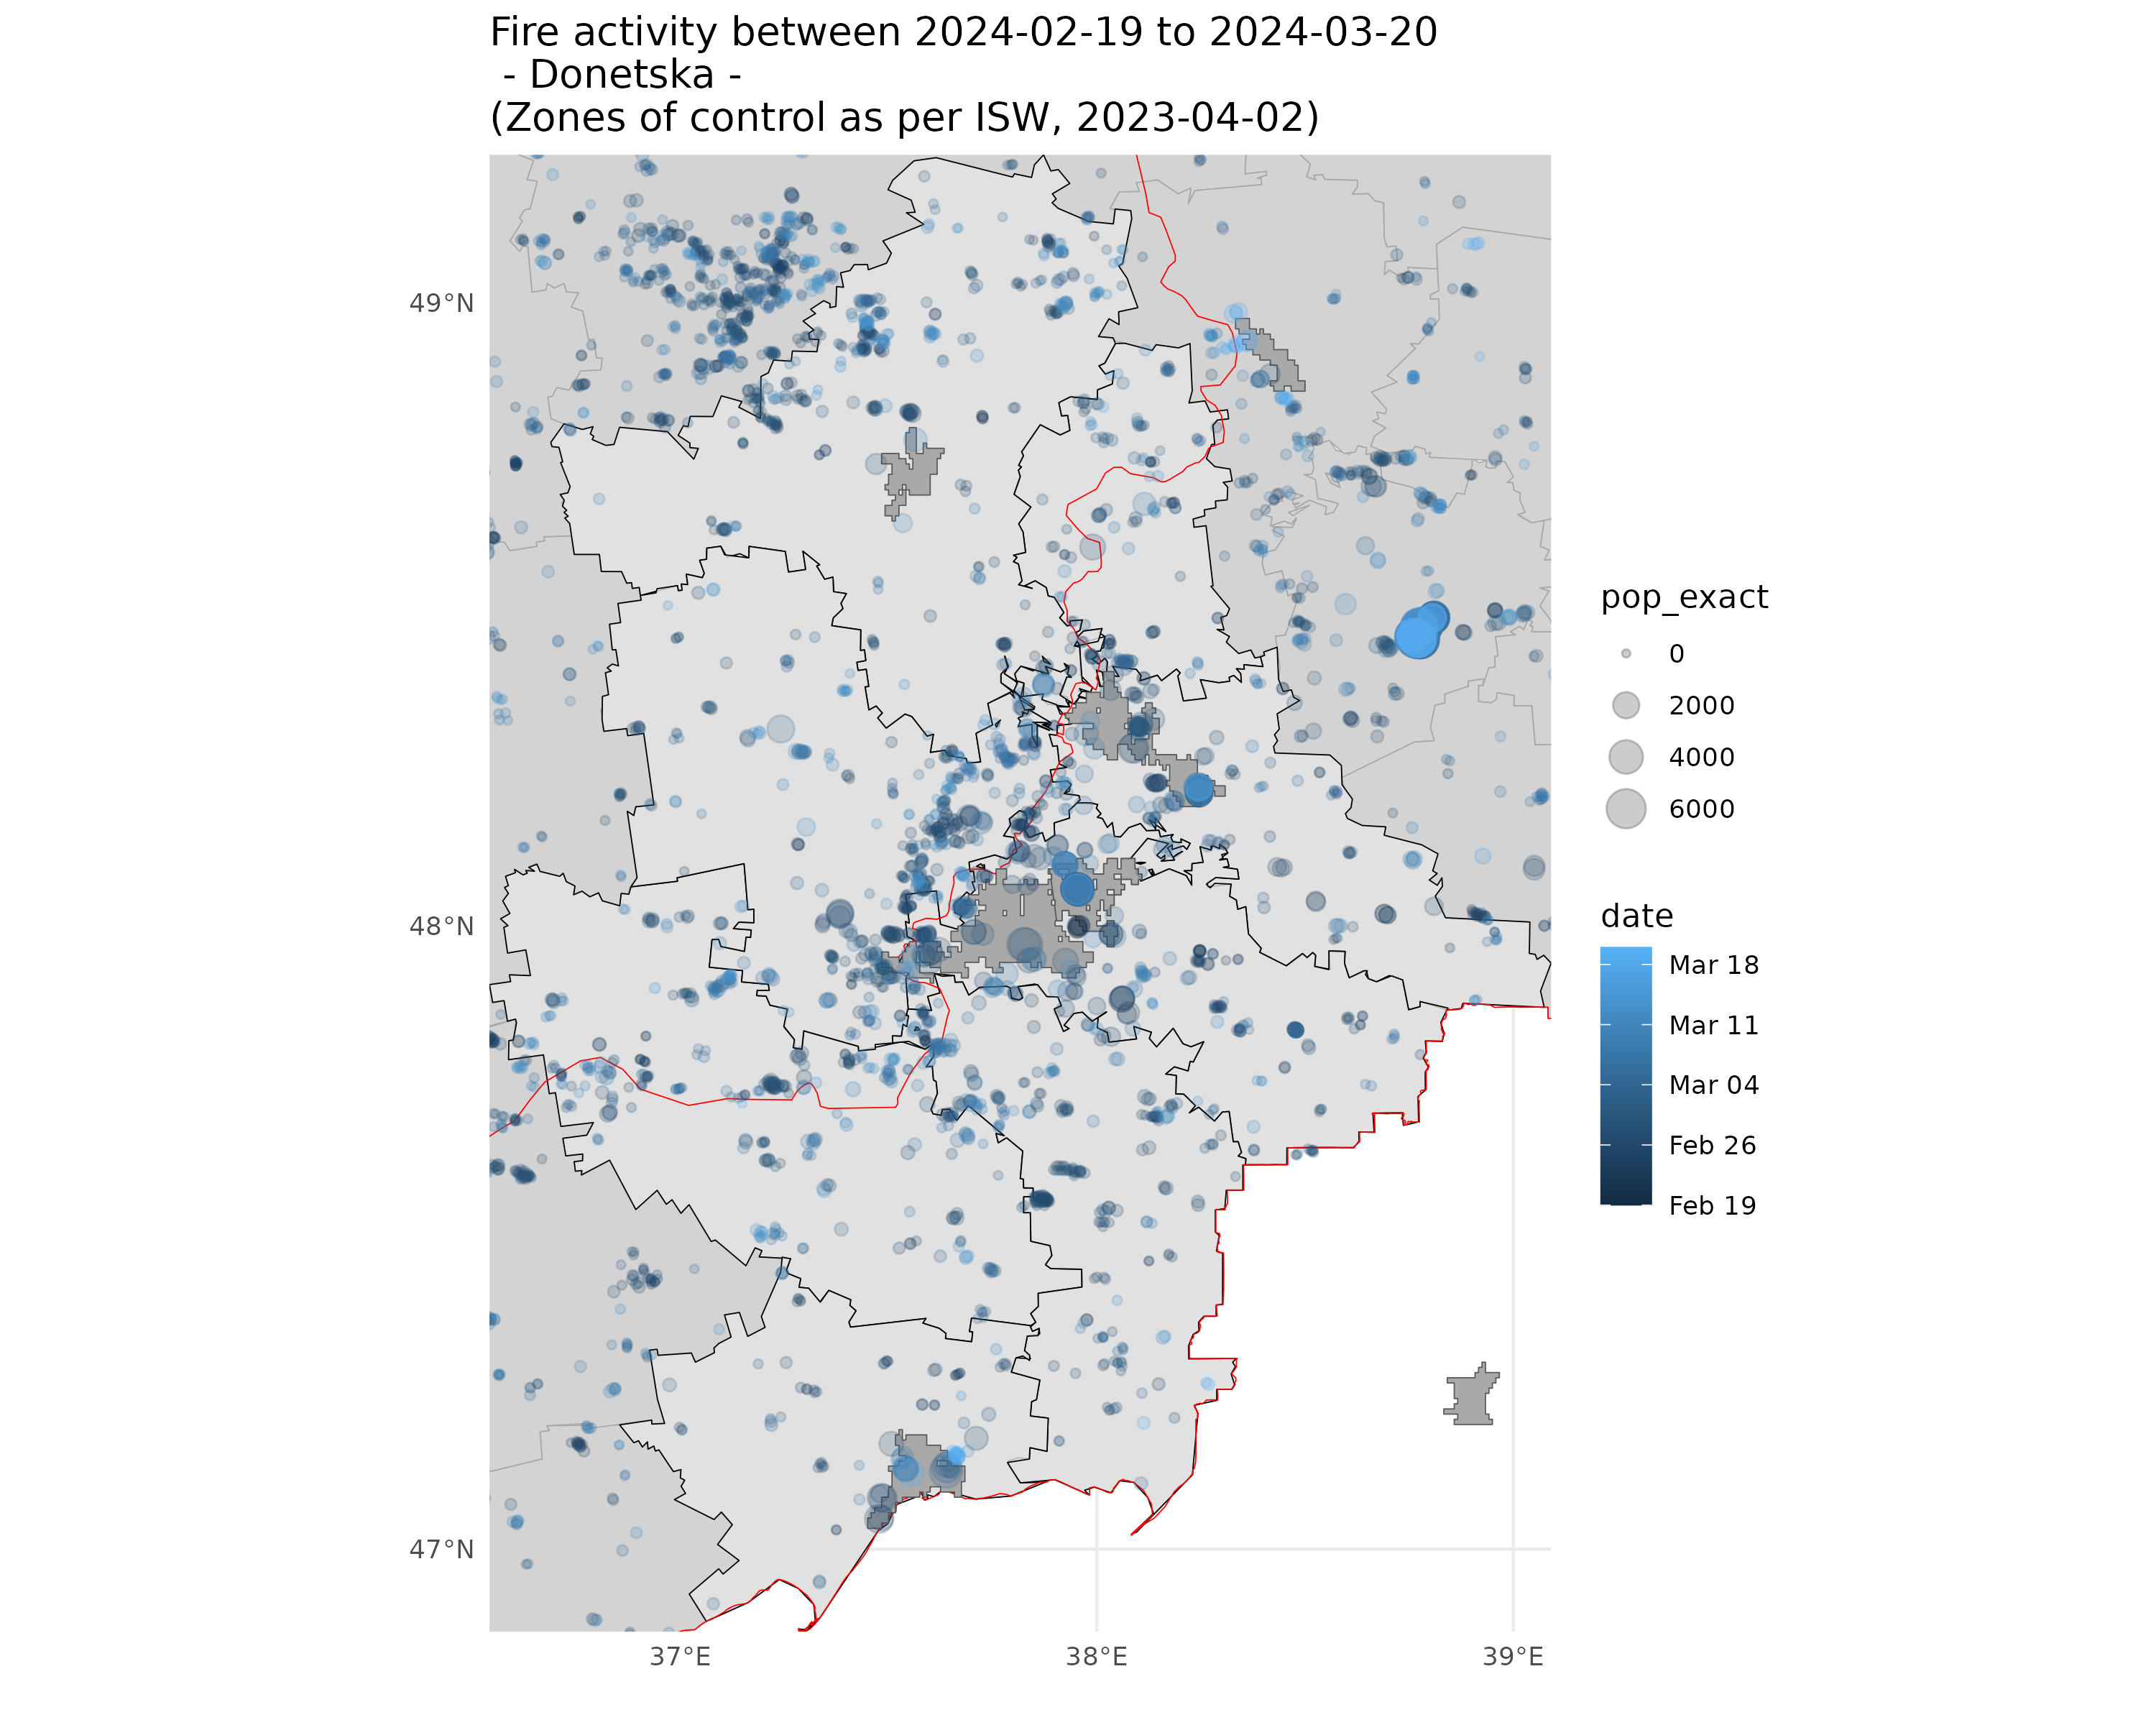 Fire activity between 2024-02-19 to 2024-03-20
- Donetska -
(Zones of control as per ISW, 2023-04-02)
49°N
48°N
47°N
37°E
38°E
39°E
pop_exact
0
2000
4000
6000
date
Mar 18
Mar 11
Mar 04
Feb 26
Feb 19